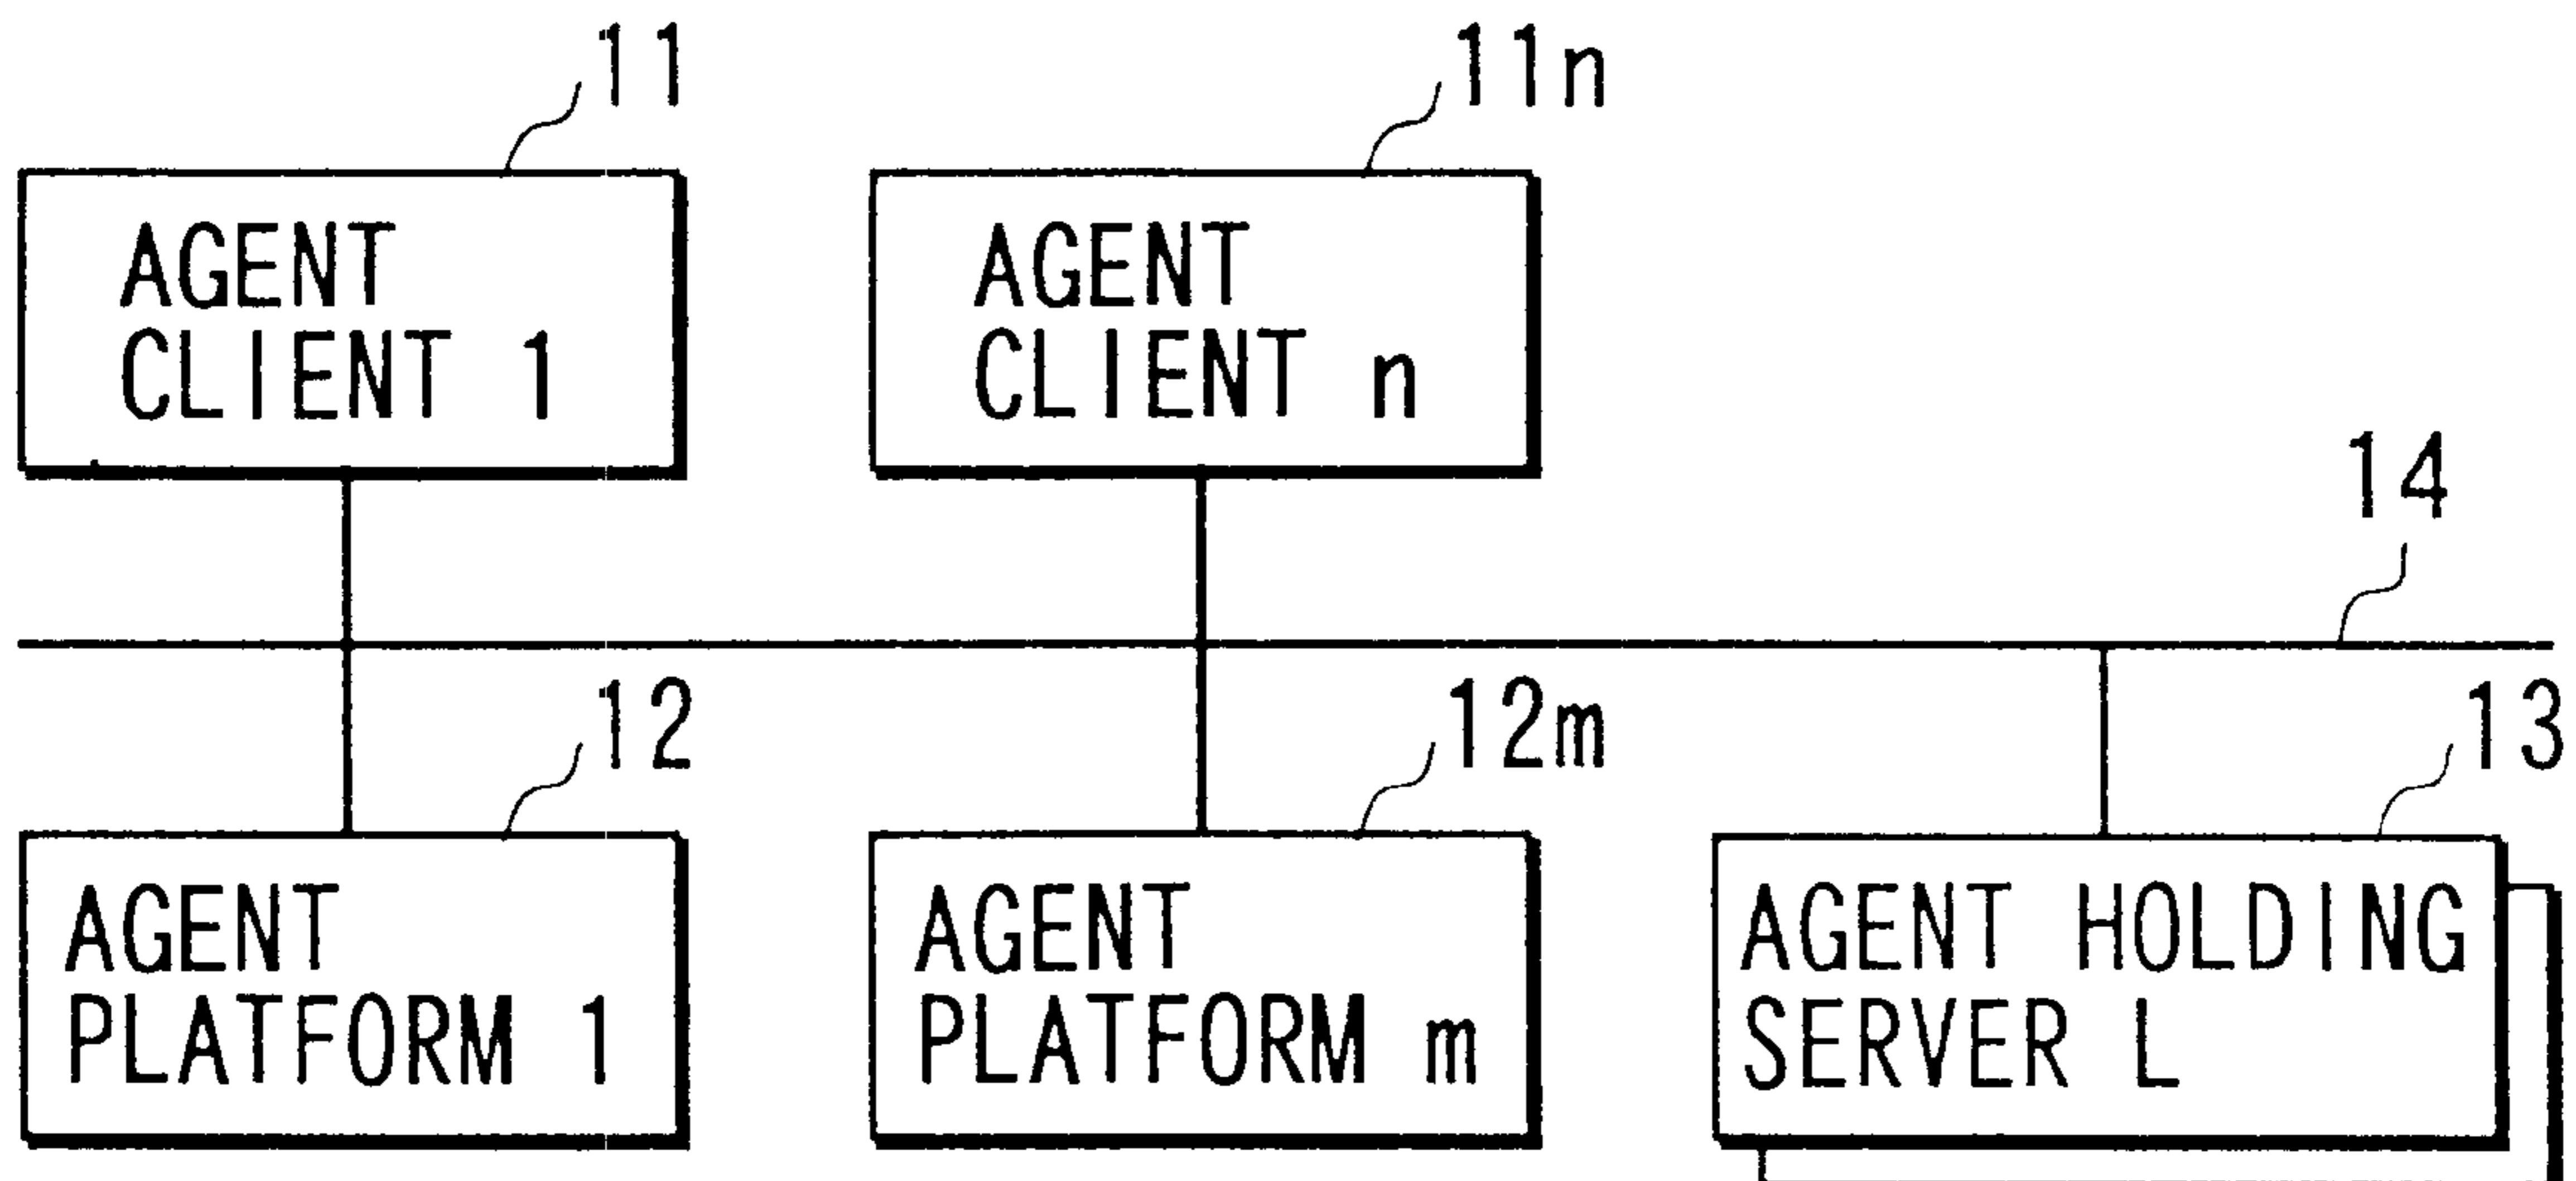 11
11n
AGENT
CLIENT 1
AGENT
CLIENT n
14
12
12m
13
AGENT
PLATFORM 1
AGENT
PLATFORM m
AGENT HOLDING
SERVER L